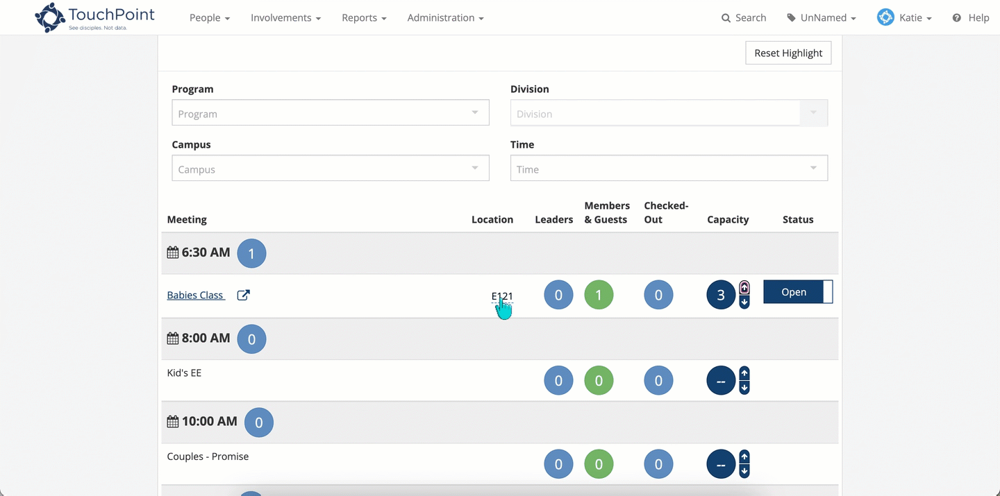 TouchPoint
See disciples. Not data.
People Involvements Reports Administration Search UnNamed Katie Help
Reset Highlight
Program Division
Program Division
Campus Time
Campus Time
Meeting Location Leaders Members & Guests Checked-Out Capacity Status
6:30 AM 1
Babies Class E121 0 1 0 3 Open
8:00 AM 0
Kid's EE 0 0 0 --
10:00 AM 0
Couples - Promise 0 0 0 --